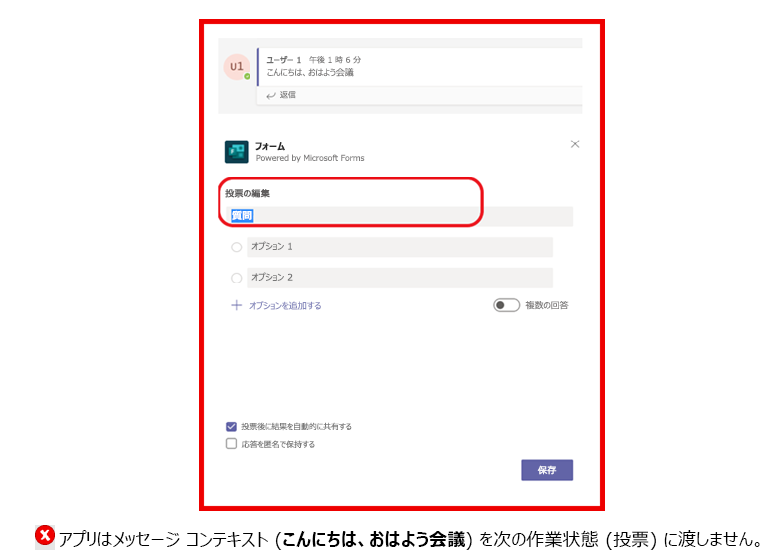 U1
ユーザー 1 午後 1 時 6 分
こんにちは、おはよう会議
返信
フォーム
Powered by Microsoft Forms
投票の編集
質問
オプション 1
オプション 2
オプションを追加する
複数の回答
投票後に結果を自動的に共有する
応答を匿名で保持する
保存
アプリはメッセージ コンテキスト (こんにちは、おはよう会議) を次の作業状態 (投票) に渡しません。